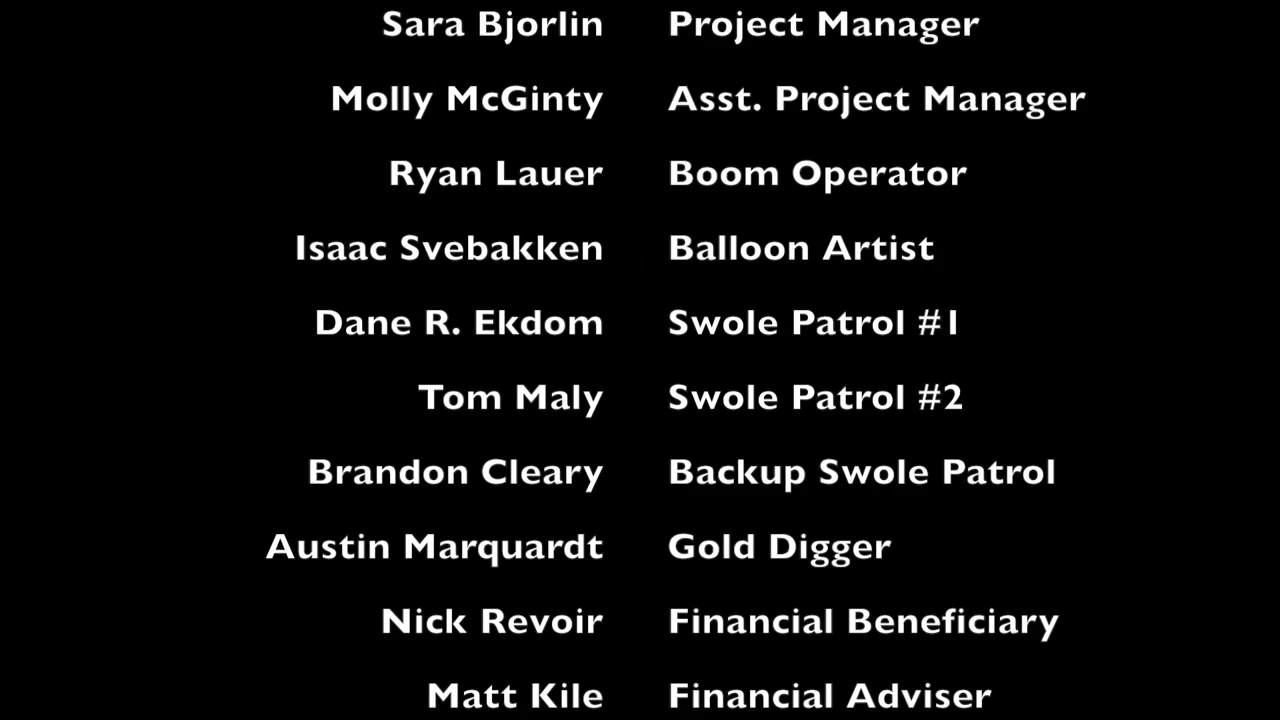 Sara Bjorlin Project Manager
Molly McGinty Asst. Project Manager
Ryan Lauer Boom Operator
Isaac Svebakken Balloon Artist
Dane R. Ekdom Swole Patrol #1
Tom Maly Swole Patrol #2
Brandon Cleary Backup Swole Patrol
Austin Marquardt Gold Digger
Nick Revoir Financial Beneficiary
Matt Kile Financial Adviser